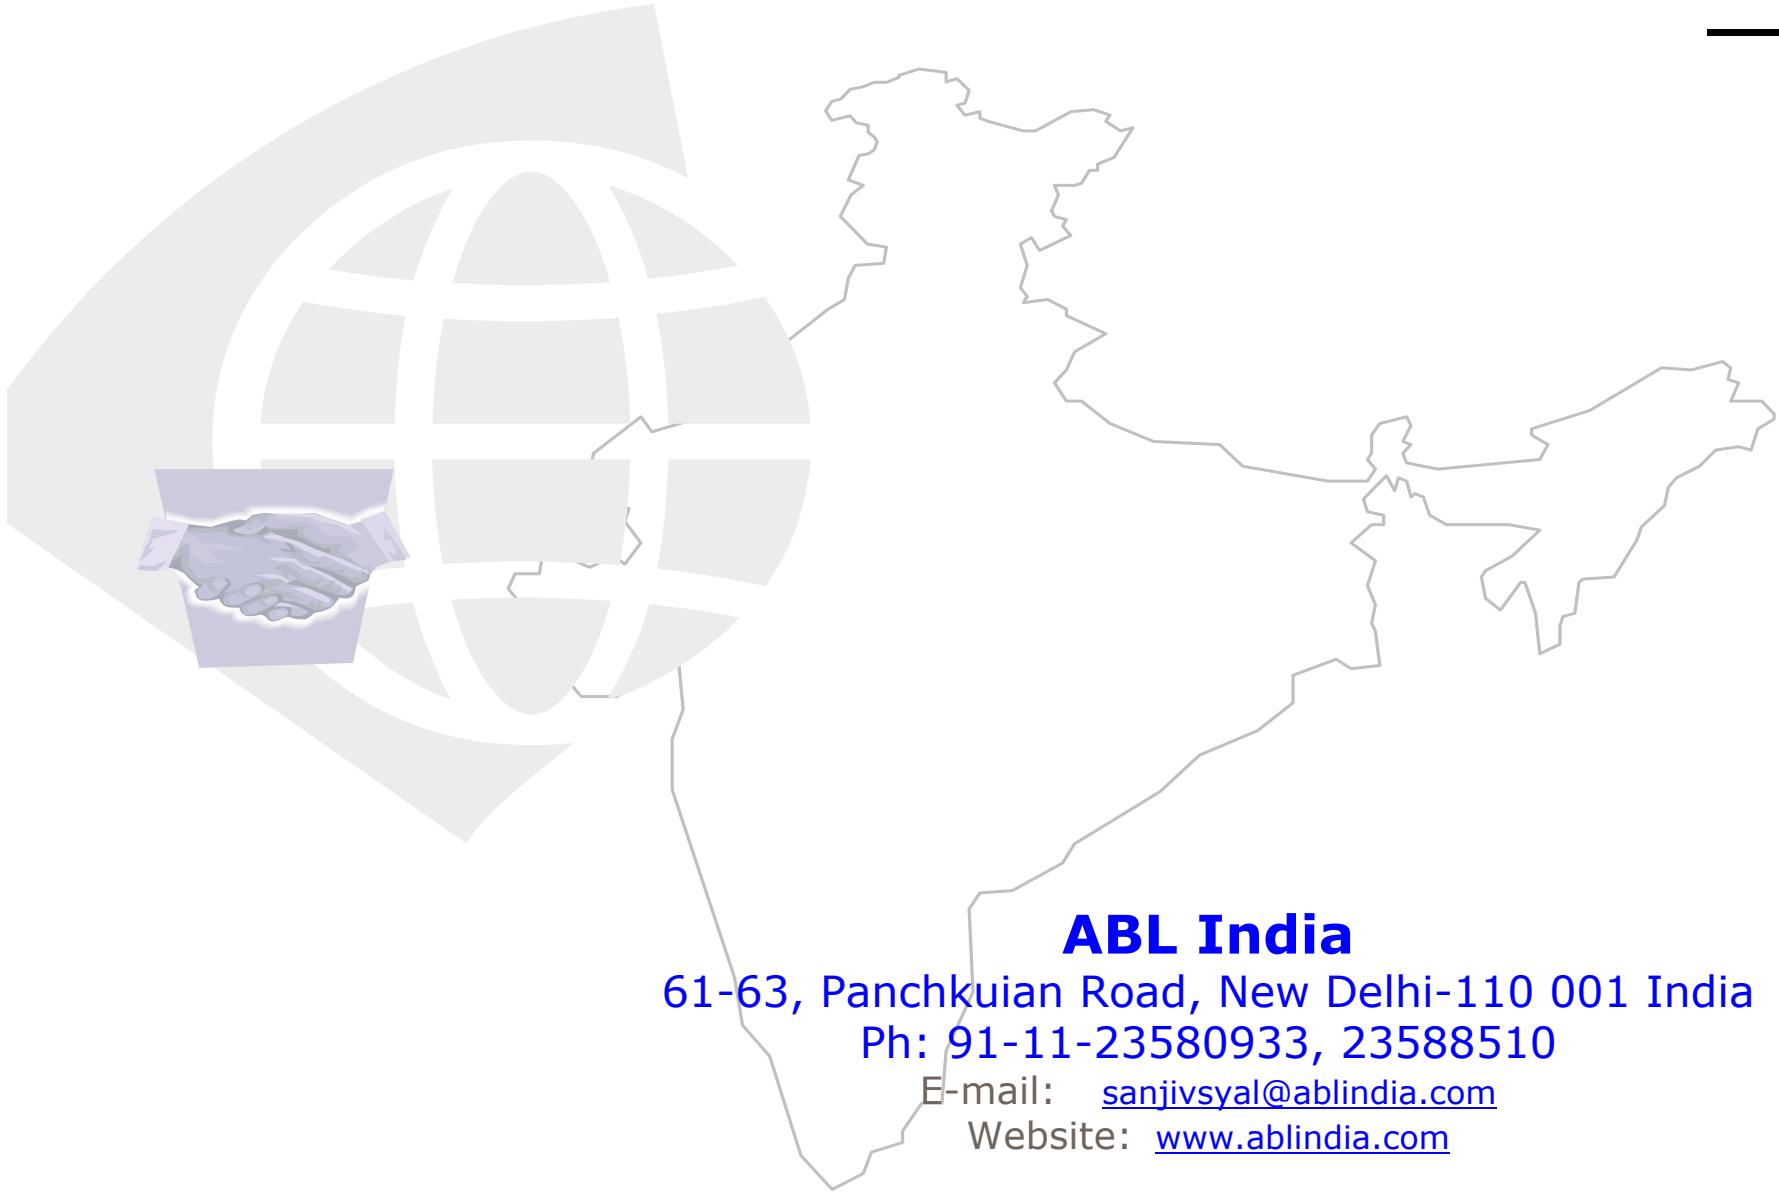 ABL India
61-63, Panchkuian Road, New Delhi-110 001 India
Ph: 91-11-23580933, 23588510
E-mail: sanjivsyal@ablindia.com
Website: www.ablindia.com